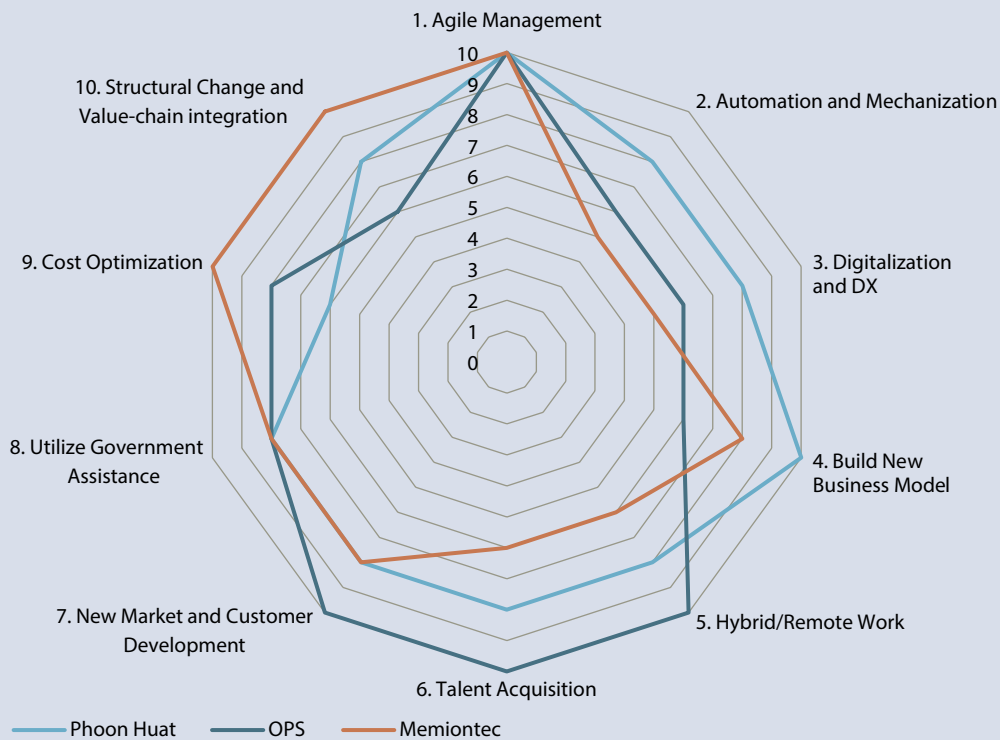 1. Agile Management
10. Structural Change and
Value-chain integration
2. Automation and Mechanization
10
9
8
7
6
5
4
3
2
1
0
9. Cost Optimization
3. Digitalization
and DX
8. Utilize Government
Assistance
4. Build New
Business Model
7. New Market and Customer
Development
5. Hybrid/Remote Work
6. Talent Acquisition
Phoon Huat OPS Memiontec